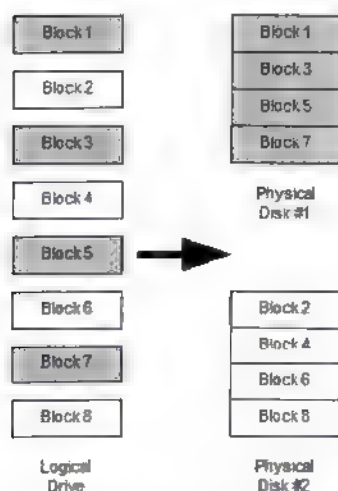 Block 1
Block 2
Block 3
Block 4
Block 5
Block 6
Block 7
Block 8
Logical
Drive
Block 1
Block 3
Block 5
Block 7
Physical
Disk #1
Block 2
Block 4
Block 6
Block 8
Physical
Disk #2